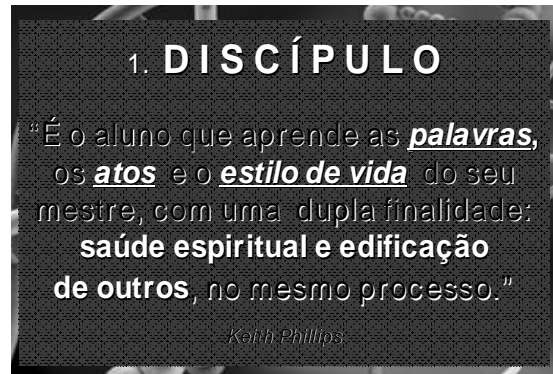 1. D I S C Í P U L O
“É o aluno que aprende as palavras,
os atos e o estilo de vida do seu
mestre, com uma dupla finalidade:
saúde espiritual e edificação
de outros, no mesmo processo.”
Keith Phillips